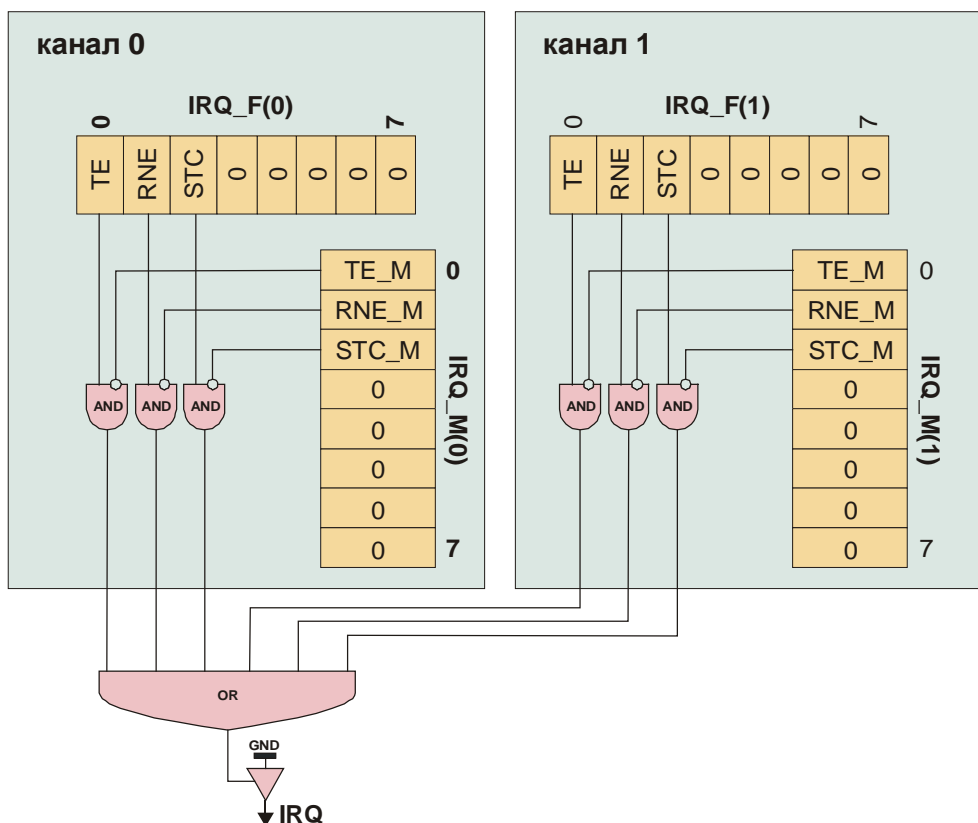 канал 0
IRQ_F(0)
0 7
TE RNE STC 0 0 0 0 0
TE_M 0
RNE_M
STC_M
0
0
0
0
0 7
IRQ_M(0)
AND AND AND
канал 1
IRQ_F(1)
0 7
TE RNE STC 0 0 0 0 0
TE_M 0
RNE_M
STC_M
0
0
0
0
0 7
IRQ_M(1)
AND AND AND
OR
GND
IRQ